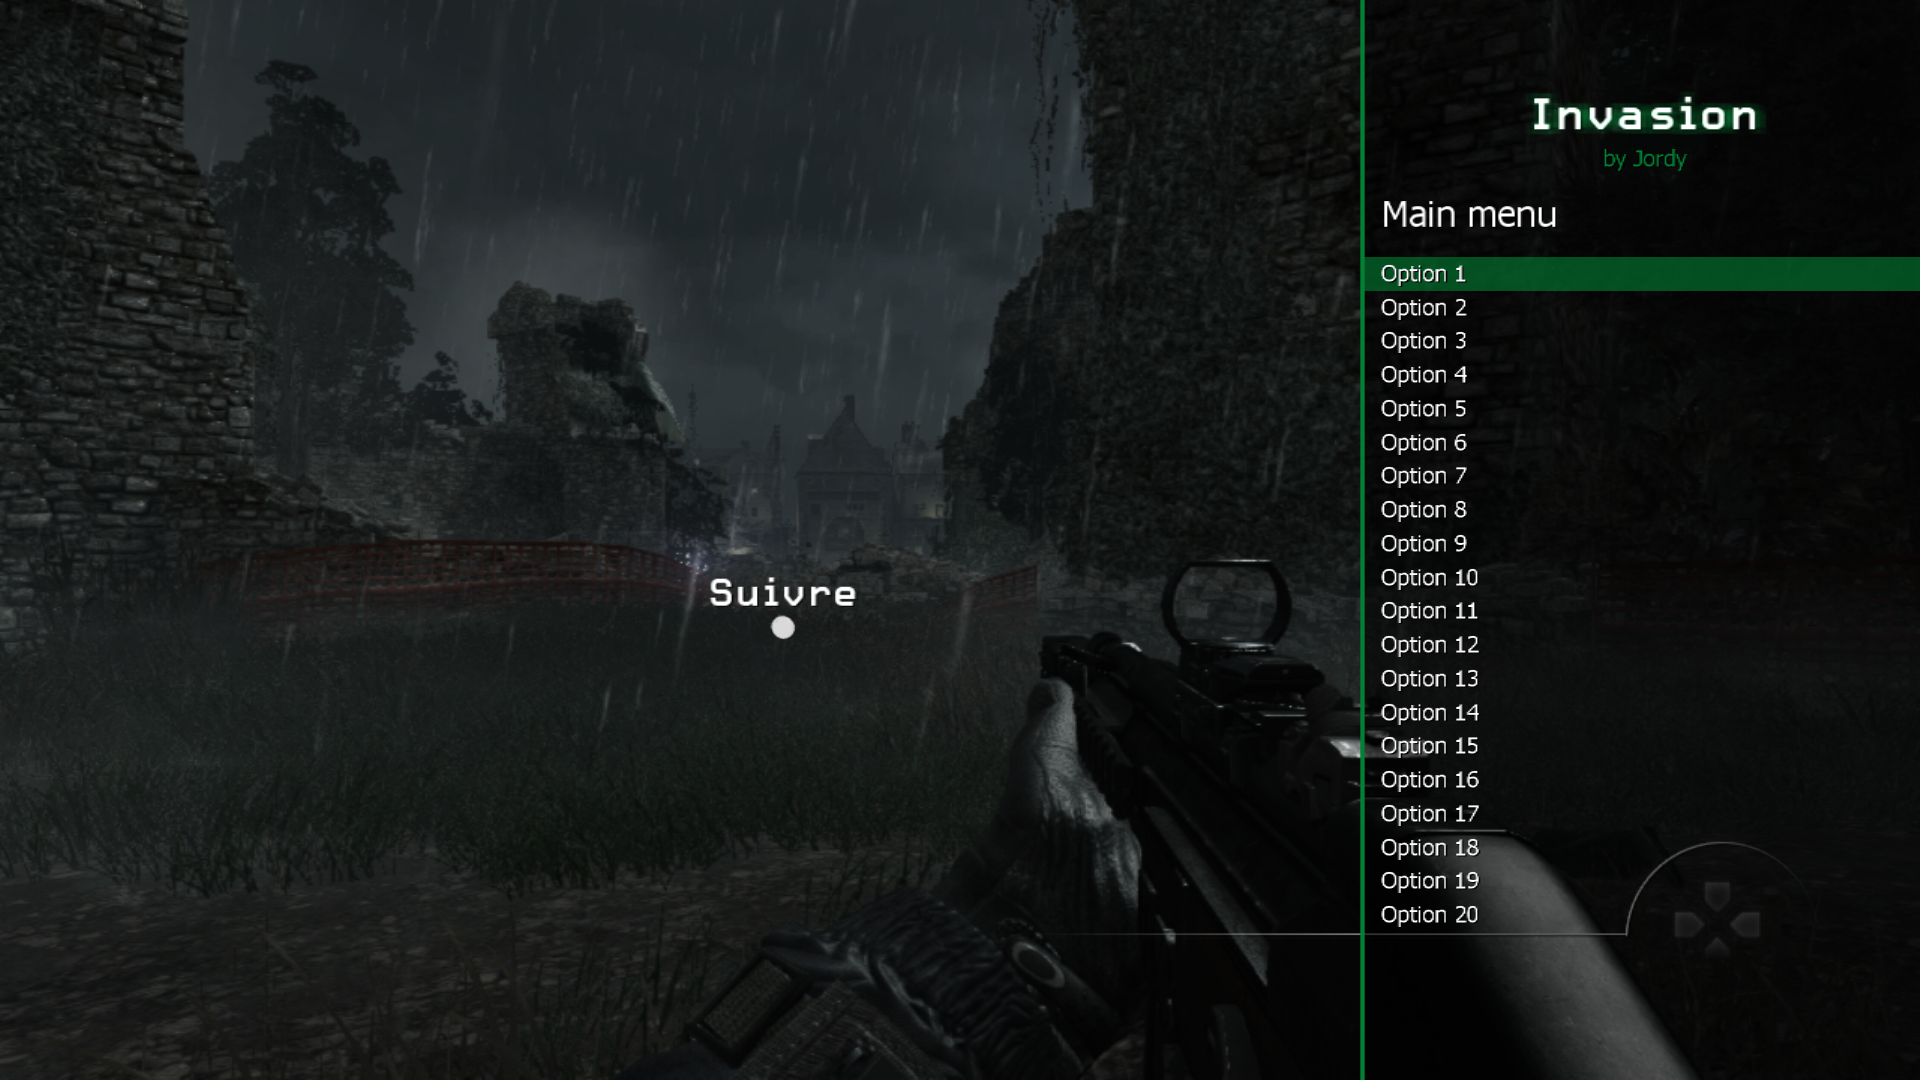 Invasion
by Jordy
Main menu
Option 1
Option 2
Option 3
Option 4
Option 5
Option 6
Option 7
Option 8
Option 9
Option 10
Option 11
Option 12
Option 13
Option 14
Option 15
Option 16
Option 17
Option 18
Option 19
Option 20
Suivre